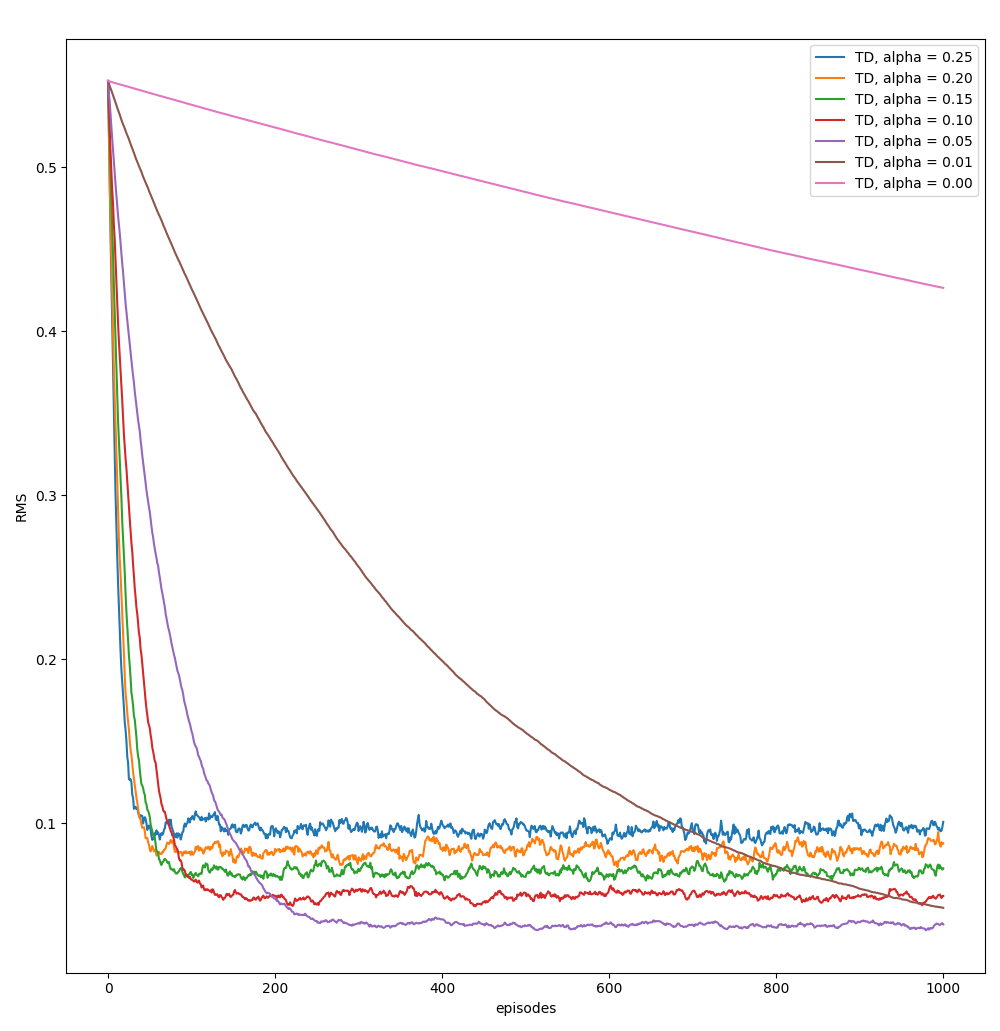 TD, alpha = 0.25
TD, alpha = 0.20
TD, alpha = 0.15
TD, alpha = 0.10
TD, alpha = 0.05
TD, alpha = 0.01
TD, alpha = 0.00
0.5
0.4
0.3
0.2
0.1
RMS
0 200 400 600 800 1000
episodes